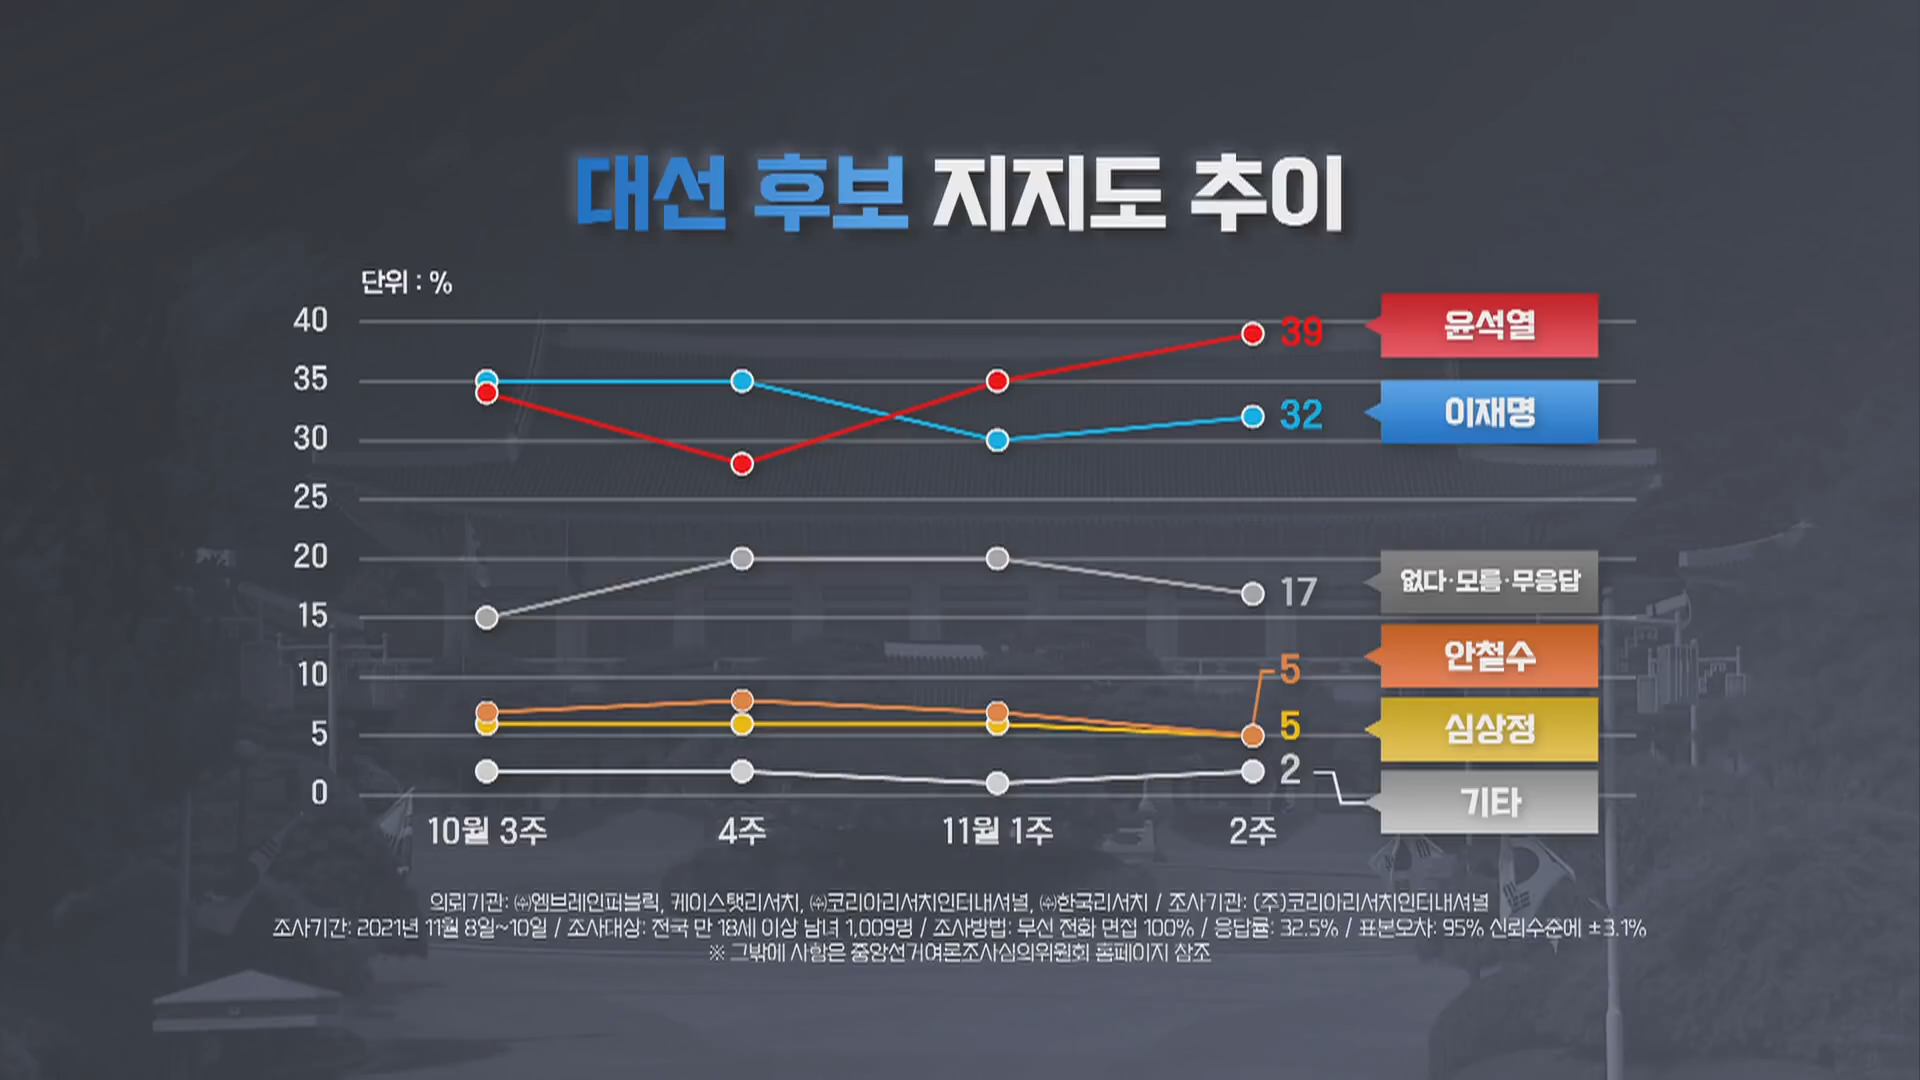 대선 후보 지지도 추이
단위 : %
40
35
30
25
20
15
10
5
0
39
32
17
5
5
2
윤석열
이재명
없다·모름·무응답
안철수
심상정
기타
10월 3주 4주 11월 1주 2주
의뢰기관: ㈜엠브레인퍼블릭, 케이스탯리서치, ㈜코리아리서치인터내셔널, ㈜한국리서치 / 조사기관: (주)코리아리서치인터내셔널
조사기간: 2021년 11월 8일~10일 / 조사대상: 전국 만 18세 이상 남녀 1,009명 / 조사방법: 무선 전화 면접 100% / 응답률: 32.5% / 표본오차: 95% 신뢰수준에 ±3.1%
※ 그밖에 사항은 중앙선거여론조사심의위원회 홈페이지 참조